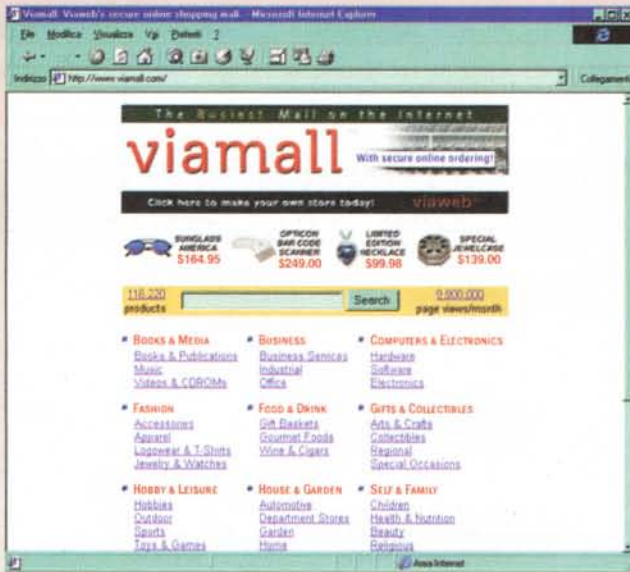 Viamall: Viaweb's secure online shopping mall. - Microsoft Internet Explorer
File Modifica Visualizza Vai Preferiti ?
Indirizzo http://www.viamall.com/ Collegamenti
The Busiest Mall on the Internet
viamall
With secure online ordering!
Click here to make your own store today! viaweb
SUNGLASS AMERICA $164.95
OPTICON BAR CODE SCANNER $249.00
LIMITED EDITION NECKLACE $99.98
SPECIAL JEWELCASE $139.00
116,220 products Search 9,900,000 page views/month
BOOKS & MEDIA
Books & Publications
Music
Videos & CDROMs
BUSINESS
Business Services
Industrial
Office
COMPUTERS & ELECTRONICS
Hardware
Software
Electronics
FASHION
Accessories
Apparel
Logowear & T-Shirts
Jewelry & Watches
FOOD & DRINK
Gift Baskets
Gourmet Foods
Wine & Cigars
GIFTS & COLLECTIBLES
Arts & Crafts
Collectibles
Regional
Special Occasions
HOBBY & LEISURE
Hobbies
Outdoor
Sports
Toys & Games
HOUSE & GARDEN
Automotive
Department Stores
Garden
Home
SELF & FAMILY
Children
Health & Nutrition
Beauty
Religious
Area Internet